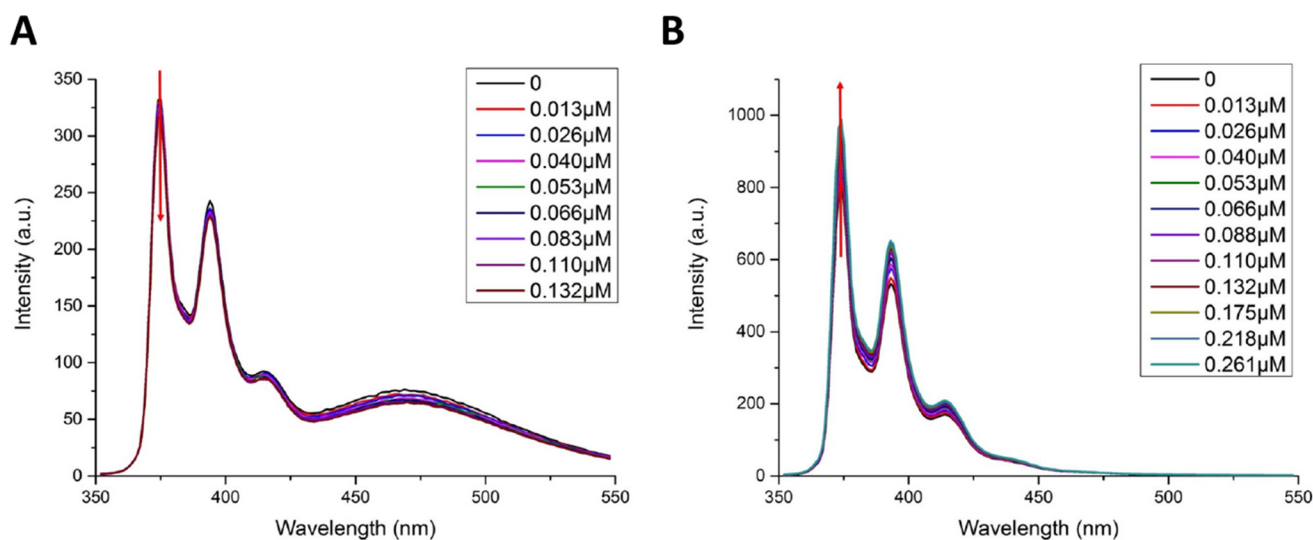 A
350
300
250
200
150
100
50
0
Intensity (a.u.)
350
400
450
500
550
Wavelength (nm)
0
0.013µM
0.026µM
0.040µM
0.053µM
0.066µM
0.083µM
0.110µM
0.132µM
B
1000
800
600
400
200
0
Intensity (a.u.)
350
400
450
500
550
Wavelength (nm)
0
0.013µM
0.026µM
0.040µM
0.053µM
0.066µM
0.088µM
0.110µM
0.132µM
0.175µM
0.218µM
0.261µM